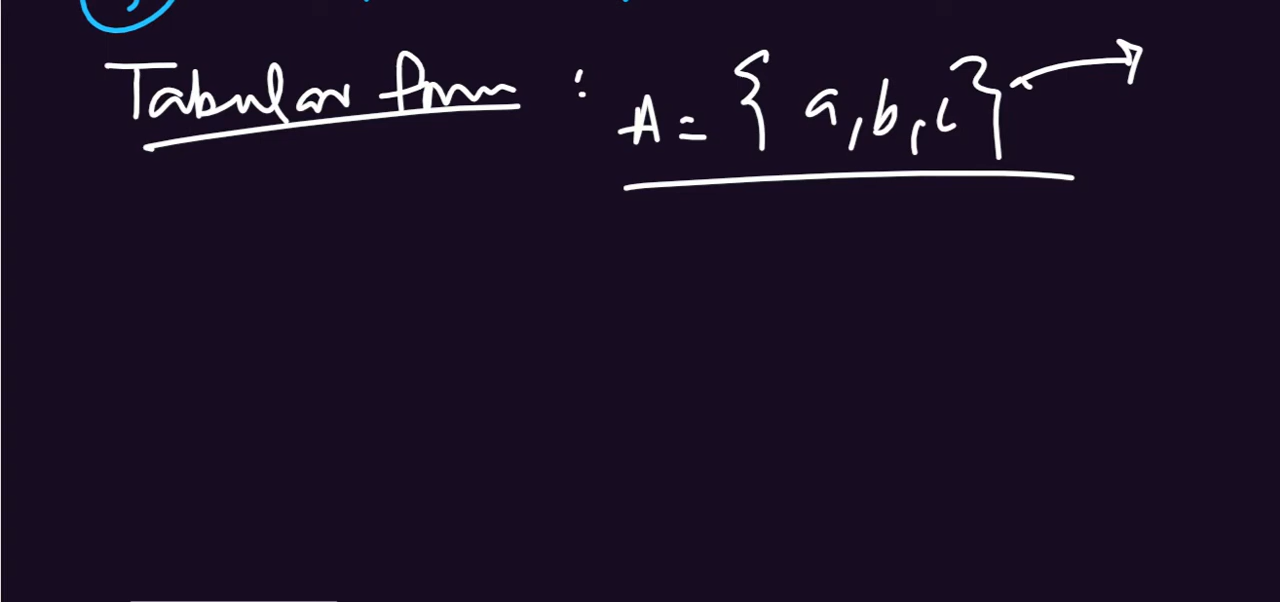 Tabular form : A = { a, b, c }